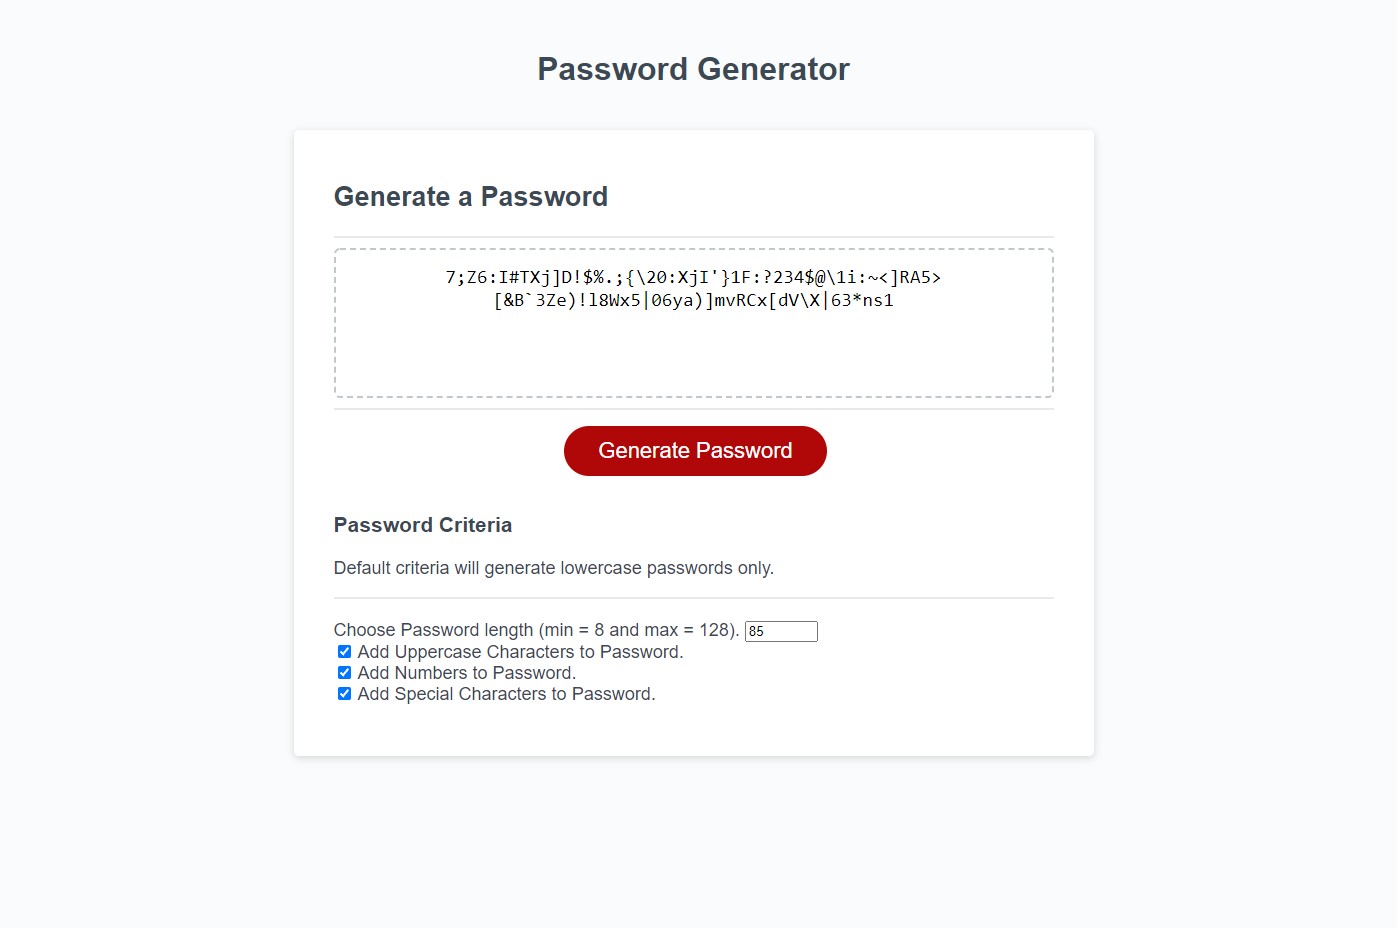 Password Generator
Generate a Password
7;Z6:I#TXj]D!$%.;{\20:XjI'}1F:?234$@\1i:~<]RA5>
[&B`3Ze)!l8Wx5|06ya)]mvRCx[dV\X|63*ns1
Generate Password
Password Criteria
Default criteria will generate lowercase passwords only.
Choose Password length (min = 8 and max = 128). 85
Add Uppercase Characters to Password.
Add Numbers to Password.
Add Special Characters to Password.